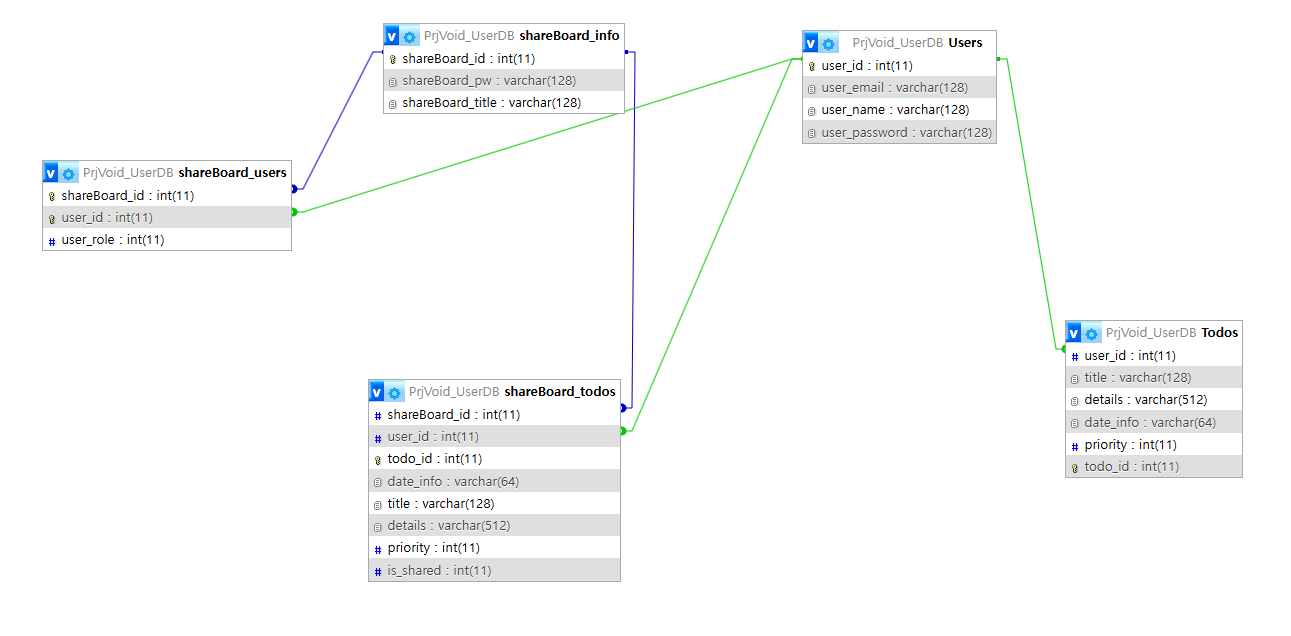 v PrjVoid_UserDB shareBoard_info
shareBoard_id : int(11)
shareBoard_pw : varchar(128)
shareBoard_title : varchar(128)
v PrjVoid_UserDB Users
user_id : int(11)
user_email : varchar(128)
user_name : varchar(128)
user_password : varchar(128)
v PrjVoid_UserDB shareBoard_users
shareBoard_id : int(11)
user_id : int(11)
# user_role : int(11)
v PrjVoid_UserDB Todos
# user_id : int(11)
title : varchar(128)
details : varchar(512)
date_info : varchar(64)
# priority : int(11)
todo_id : int(11)
v PrjVoid_UserDB shareBoard_todos
# shareBoard_id : int(11)
# user_id : int(11)
todo_id : int(11)
date_info : varchar(64)
title : varchar(128)
details : varchar(512)
# priority : int(11)
# is_shared : int(11)